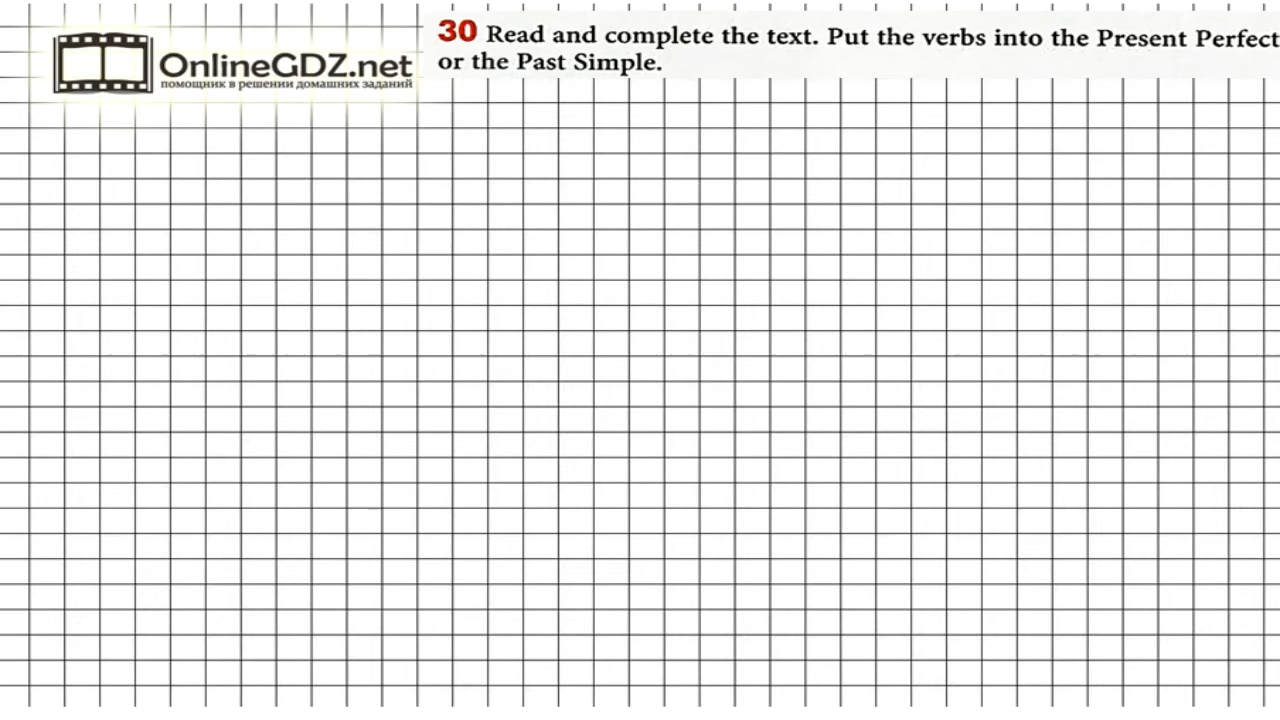 30 Read and complete the text. Put the verbs into the Present Perfect
or the Past Simple.
OnlineGDZ.net
помощник в решении домашних заданий